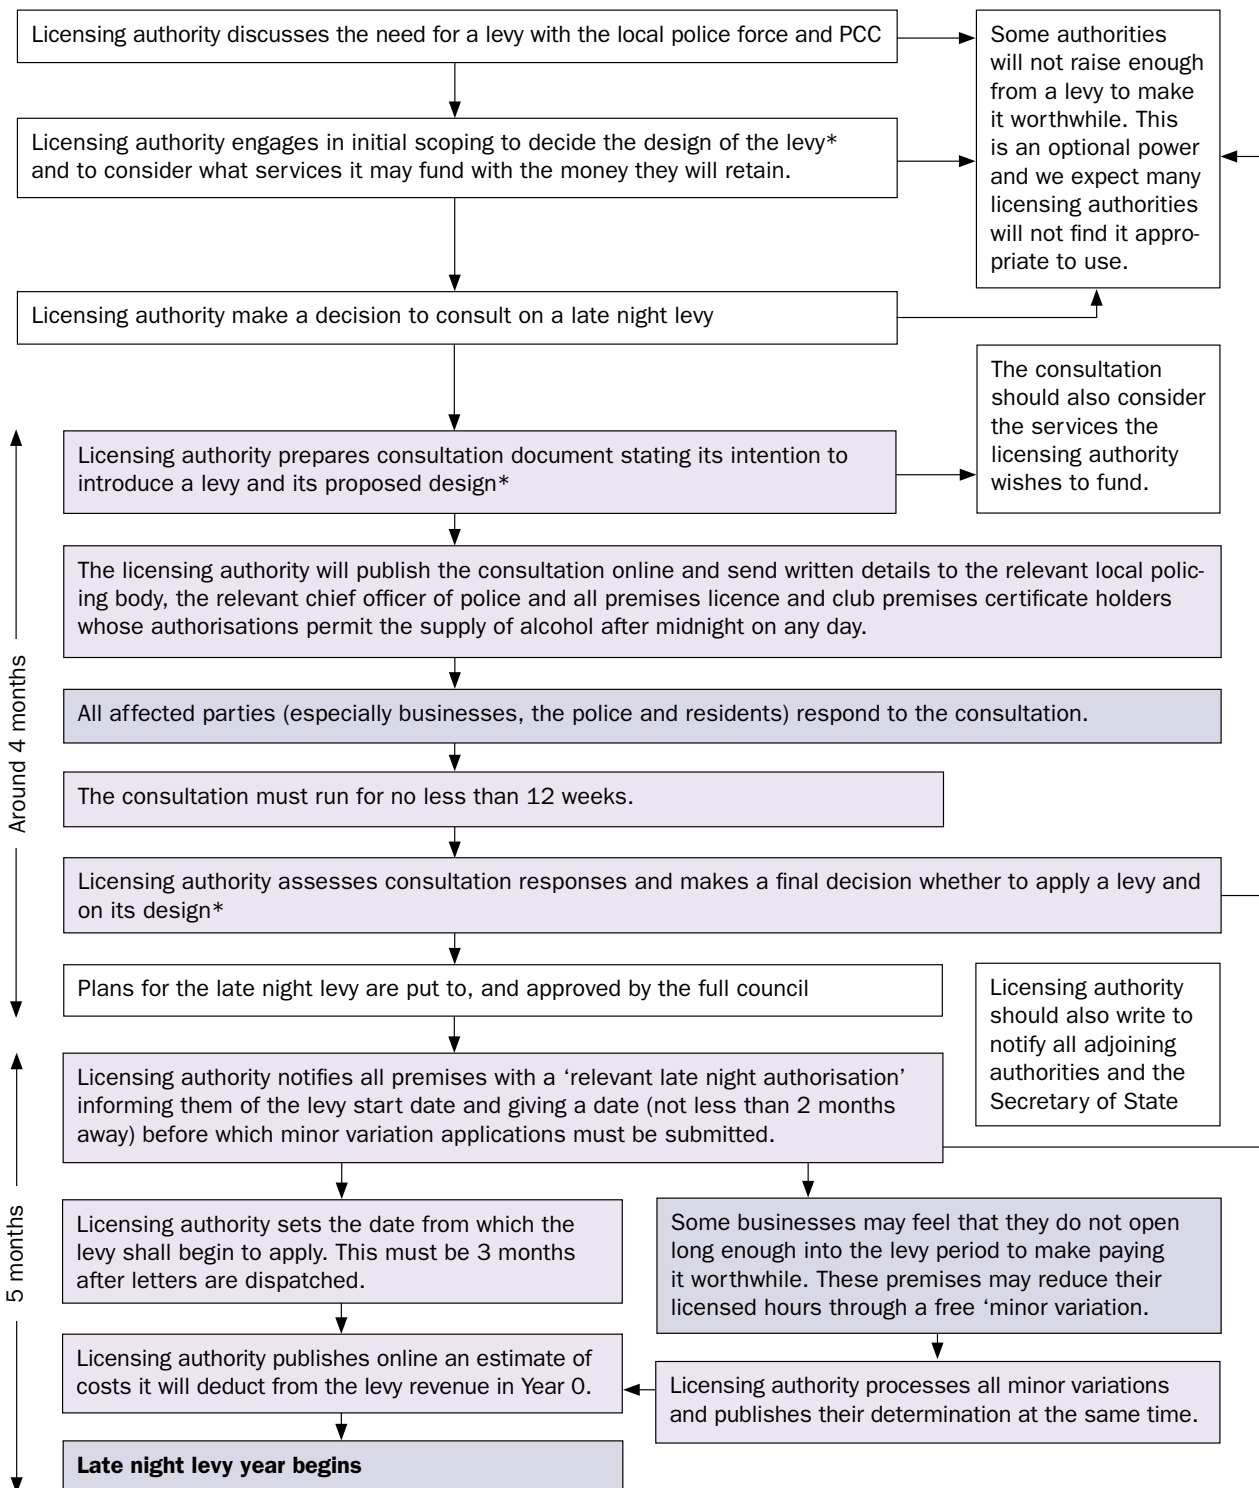 Licensing authority discusses the need for a levy with the local police force and PCC
Some authorities
will not raise enough
from a levy to make
it worthwhile. This
is an optional power
and we expect many
licensing authorities
will not find it appro-
priate to use.
Licensing authority engages in initial scoping to decide the design of the levy*
and to consider what services it may fund with the money they will retain.
Licensing authority make a decision to consult on a late night levy
The consultation
should also consider
the services the
licensing authority
wishes to fund.
Around 4 months
Licensing authority prepares consultation document stating its intention to
introduce a levy and its proposed design*
The licensing authority will publish the consultation online and send written details to the relevant local polic-
ing body, the relevant chief officer of police and all premises licence and club premises certificate holders
whose authorisations permit the supply of alcohol after midnight on any day.
All affected parties (especially businesses, the police and residents) respond to the consultation.
The consultation must run for no less than 12 weeks.
Licensing authority assesses consultation responses and makes a final decision whether to apply a levy and
on its design*
Plans for the late night levy are put to, and approved by the full council
Licensing authority
should also write to
notify all adjoining
authorities and the
Secretary of State
5 months
Licensing authority notifies all premises with a ‘relevant late night authorisation’
informing them of the levy start date and giving a date (not less than 2 months
away) before which minor variation applications must be submitted.
Licensing authority sets the date from which the
levy shall begin to apply. This must be 3 months
after letters are dispatched.
Some businesses may feel that they do not open
long enough into the levy period to make paying
it worthwhile. These premises may reduce their
licensed hours through a free ‘minor variation.
Licensing authority publishes online an estimate of
costs it will deduct from the levy revenue in Year 0.
Licensing authority processes all minor variations
and publishes their determination at the same time.
Late night levy year begins